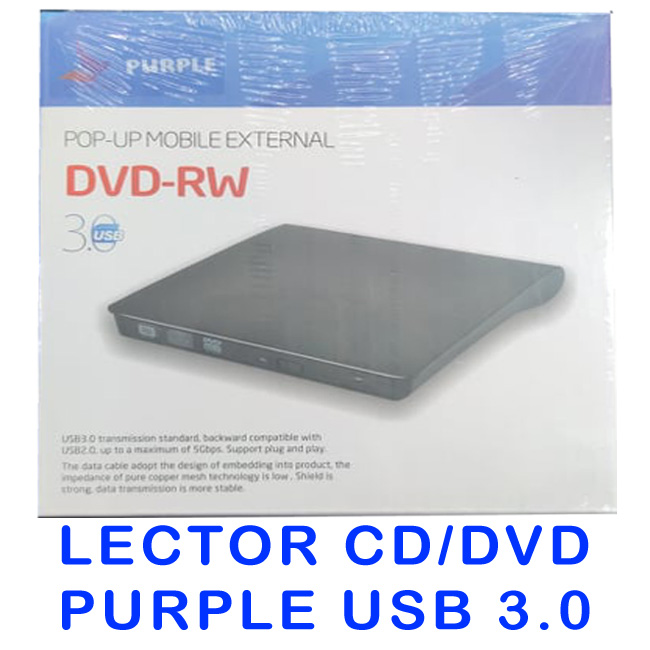 PURPLE
POP-UP MOBILE EXTERNAL
DVD-RW
3.0
USB
USB3.0 transmission standard, backward compatible with
USB2.0, up to a maximum of 5Gbps. Support plug and play.
The data cable adopt the design of embedding into product, the
impedance of pure copper mesh technology is low , Shield is
strong, data transmission is more stable.
LECTOR CD/DVD
PURPLE USB 3.0